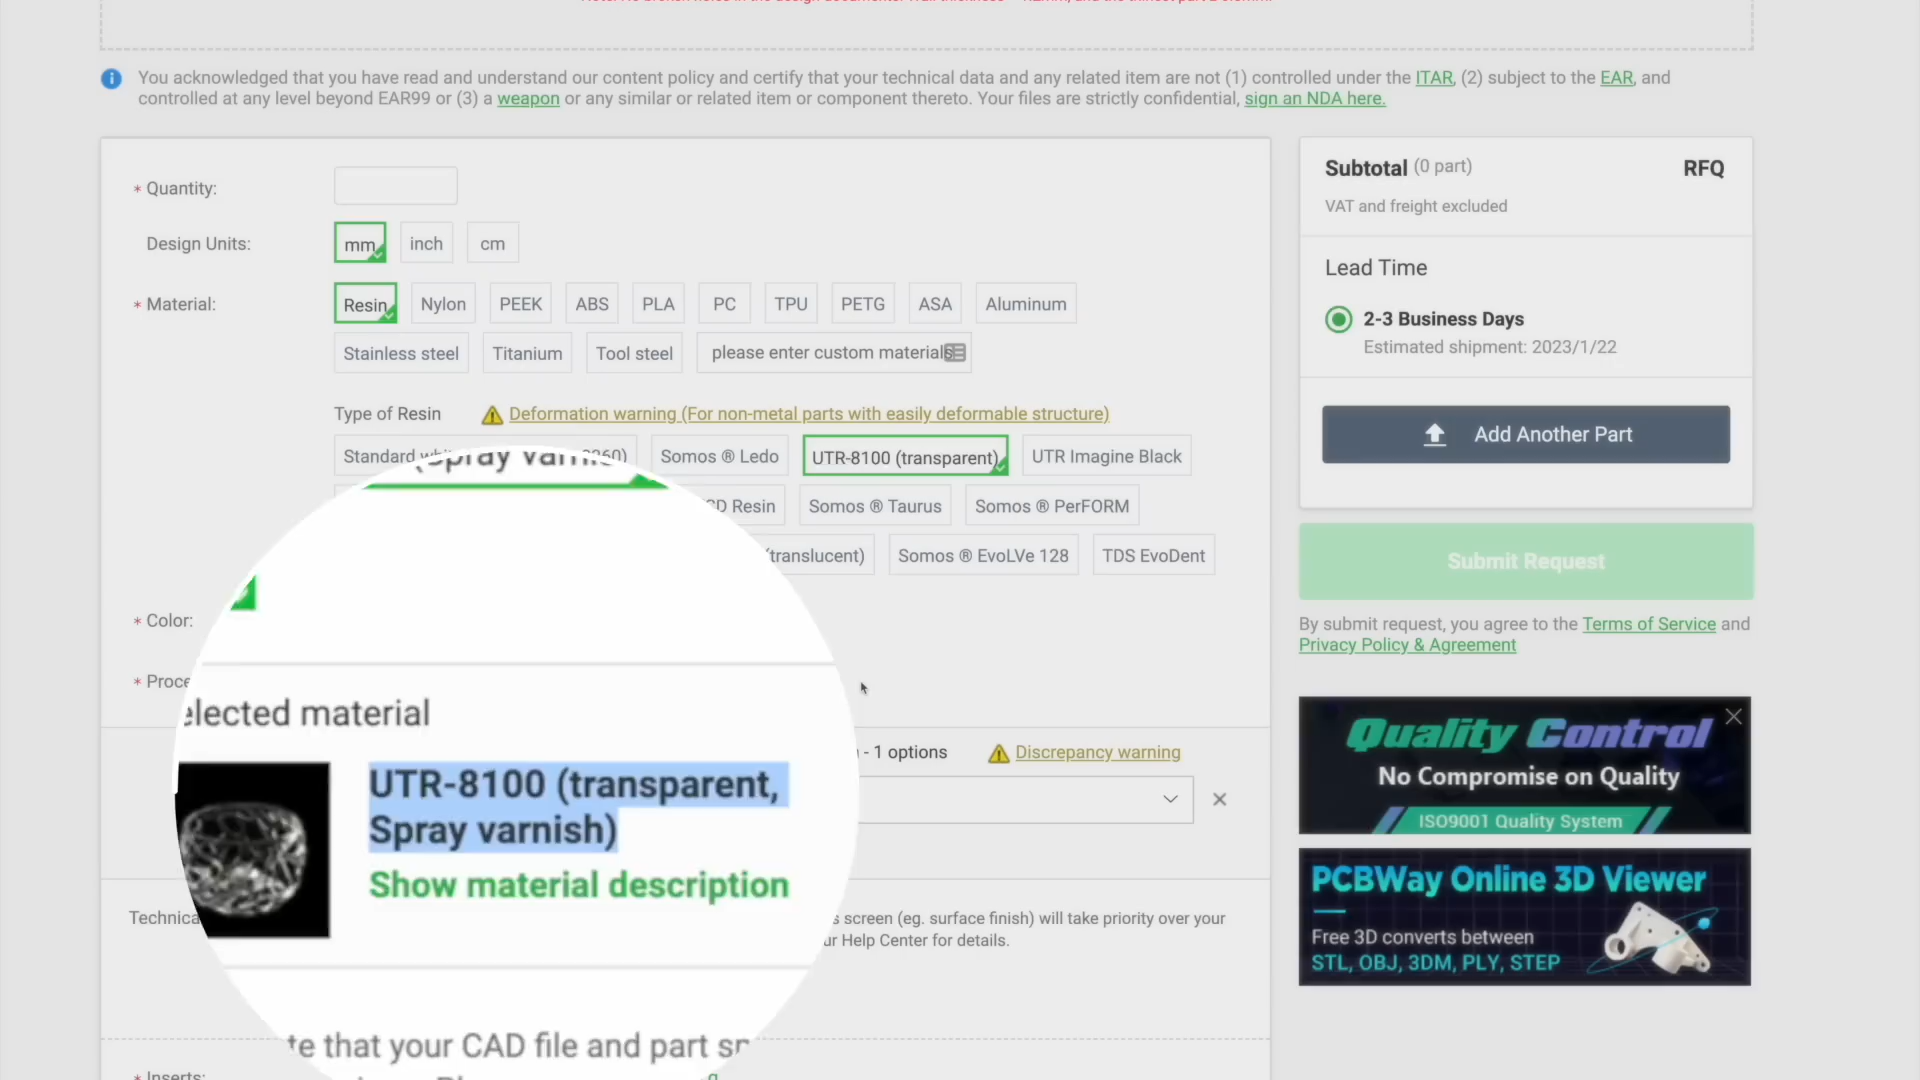 You acknowledged that you have read and understand our content policy and certify that your technical data and any related item are not (1) controlled under the ITAR, (2) subject to the EAR, and
controlled at any level beyond EAR99 or (3) a weapon or any similar or related item or component thereto. Your files are strictly confidential, sign an NDA here.
* Quantity:
Design Units:
mm
inch
cm
* Material:
Resin
Nylon
PEEK
ABS
PLA
PC
TPU
PETG
ASA
Aluminum
Stainless steel
Titanium
Tool steel
please enter custom materials
Type of Resin
Deformation warning (For non-metal parts with easily deformable structure)
Standard
Somos ® Ledo
UTR-8100 (transparent)
UTR Imagine Black
Resin
Somos ® Taurus
Somos ® PerFORM
(translucent)
Somos ® EvoLVe 128
TDS EvoDent
* Color:
* Proce
elected material
UTR-8100 (transparent,
Spray varnish)
Show material description
- 1 options
Discrepancy warning
Technica
screen (eg. surface finish) will take priority over your
ur Help Center for details.
te that your CAD file and part
* Inserts:
Subtotal (0 part)
RFQ
VAT and freight excluded
Lead Time
2-3 Business Days
Estimated shipment: 2023/1/22
Add Another Part
Submit Request
By submit request, you agree to the Terms of Service and
Privacy Policy & Agreement
Quality Control
No Compromise on Quality
ISO9001 Quality System
PCBWay Online 3D Viewer
Free 3D converts between
STL, OBJ, 3DM, PLY, STEP